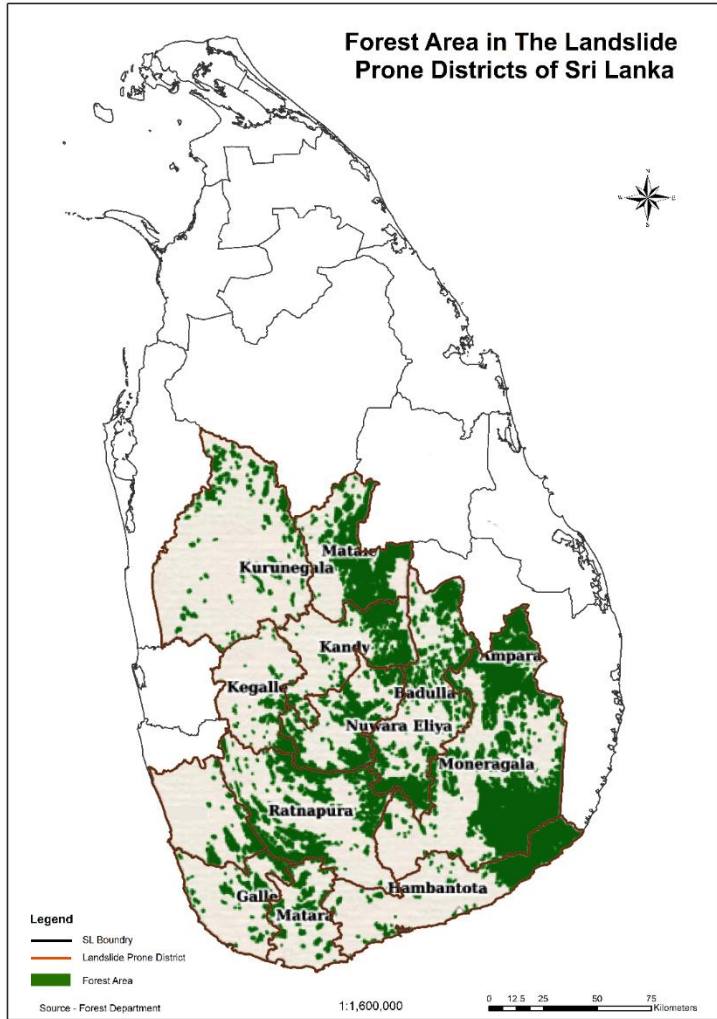 Forest Area in The Landslide
Prone Districts of Sri Lanka
N
W E
S
Matale
Kurunegala
Kandy
Ampara
Kegalle
Badulla
Nuwara Eliya
Moneragala
Ratnapura
Hambantota
Galle
Matara
Legend
SL Boundry
Landslide Prone District
Forest Area
Source - Forest Department
1:1,600,000
0 12.5 25 50 75
Kilometers